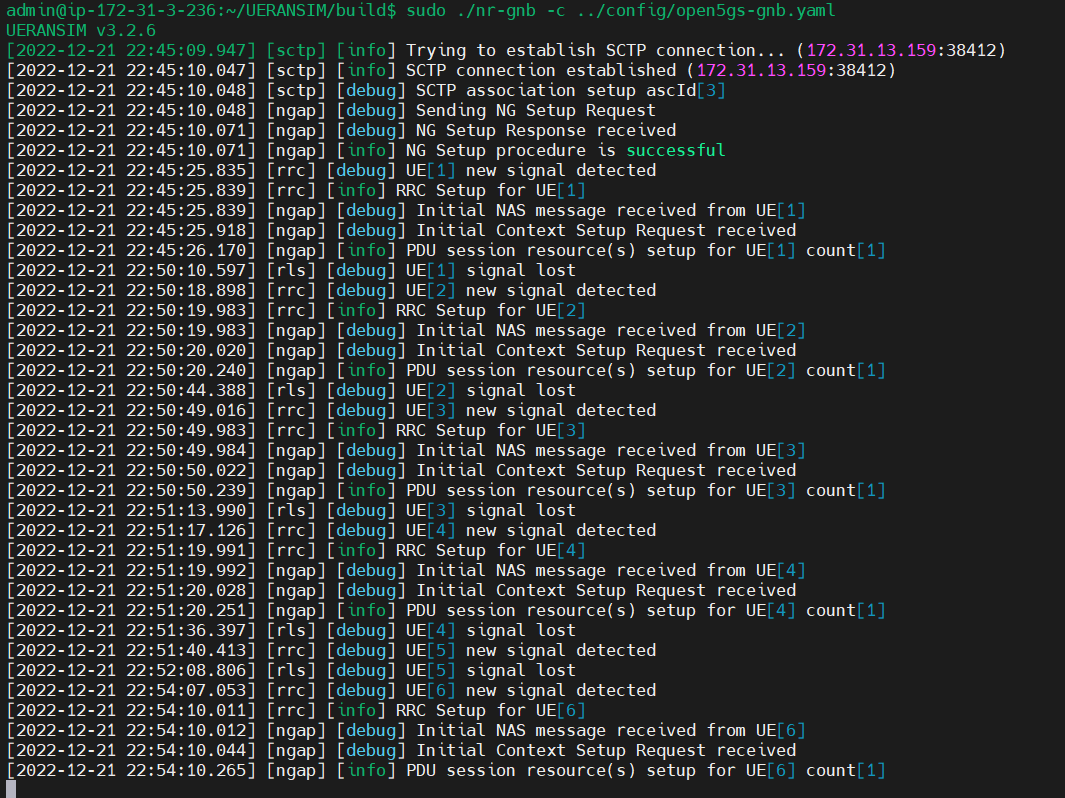 admin@ip-172-31-3-236:~/UERANSIM/build$ sudo ./nr-gnb -c ../config/open5gs-gnb.yaml
UERANSIM v3.2.6
[2022-12-21 22:45:09.947] [sctp] [info] Trying to establish SCTP connection... (172.31.13.159:38412)
[2022-12-21 22:45:10.047] [sctp] [info] SCTP connection established (172.31.13.159:38412)
[2022-12-21 22:45:10.048] [sctp] [debug] SCTP association setup ascId[3]
[2022-12-21 22:45:10.048] [ngap] [debug] Sending NG Setup Request
[2022-12-21 22:45:10.071] [ngap] [debug] NG Setup Response received
[2022-12-21 22:45:10.071] [ngap] [info] NG Setup procedure is successful
[2022-12-21 22:45:25.835] [rrc] [debug] UE[1] new signal detected
[2022-12-21 22:45:25.839] [rrc] [info] RRC Setup for UE[1]
[2022-12-21 22:45:25.839] [ngap] [debug] Initial NAS message received from UE[1]
[2022-12-21 22:45:25.918] [ngap] [debug] Initial Context Setup Request received
[2022-12-21 22:45:26.170] [ngap] [info] PDU session resource(s) setup for UE[1] count[1]
[2022-12-21 22:50:10.597] [rls] [debug] UE[1] signal lost
[2022-12-21 22:50:18.898] [rrc] [debug] UE[2] new signal detected
[2022-12-21 22:50:19.983] [rrc] [info] RRC Setup for UE[2]
[2022-12-21 22:50:19.983] [ngap] [debug] Initial NAS message received from UE[2]
[2022-12-21 22:50:20.020] [ngap] [debug] Initial Context Setup Request received
[2022-12-21 22:50:20.240] [ngap] [info] PDU session resource(s) setup for UE[2] count[1]
[2022-12-21 22:50:44.388] [rls] [debug] UE[2] signal lost
[2022-12-21 22:50:49.016] [rrc] [debug] UE[3] new signal detected
[2022-12-21 22:50:49.983] [rrc] [info] RRC Setup for UE[3]
[2022-12-21 22:50:49.984] [ngap] [debug] Initial NAS message received from UE[3]
[2022-12-21 22:50:50.022] [ngap] [debug] Initial Context Setup Request received
[2022-12-21 22:50:50.239] [ngap] [info] PDU session resource(s) setup for UE[3] count[1]
[2022-12-21 22:51:13.990] [rls] [debug] UE[3] signal lost
[2022-12-21 22:51:17.126] [rrc] [debug] UE[4] new signal detected
[2022-12-21 22:51:19.991] [rrc] [info] RRC Setup for UE[4]
[2022-12-21 22:51:19.992] [ngap] [debug] Initial NAS message received from UE[4]
[2022-12-21 22:51:20.028] [ngap] [debug] Initial Context Setup Request received
[2022-12-21 22:51:20.251] [ngap] [info] PDU session resource(s) setup for UE[4] count[1]
[2022-12-21 22:51:36.397] [rls] [debug] UE[4] signal lost
[2022-12-21 22:51:40.413] [rrc] [debug] UE[5] new signal detected
[2022-12-21 22:52:08.806] [rls] [debug] UE[5] signal lost
[2022-12-21 22:54:07.053] [rrc] [debug] UE[6] new signal detected
[2022-12-21 22:54:10.011] [rrc] [info] RRC Setup for UE[6]
[2022-12-21 22:54:10.012] [ngap] [debug] Initial NAS message received from UE[6]
[2022-12-21 22:54:10.044] [ngap] [debug] Initial Context Setup Request received
[2022-12-21 22:54:10.265] [ngap] [info] PDU session resource(s) setup for UE[6] count[1]